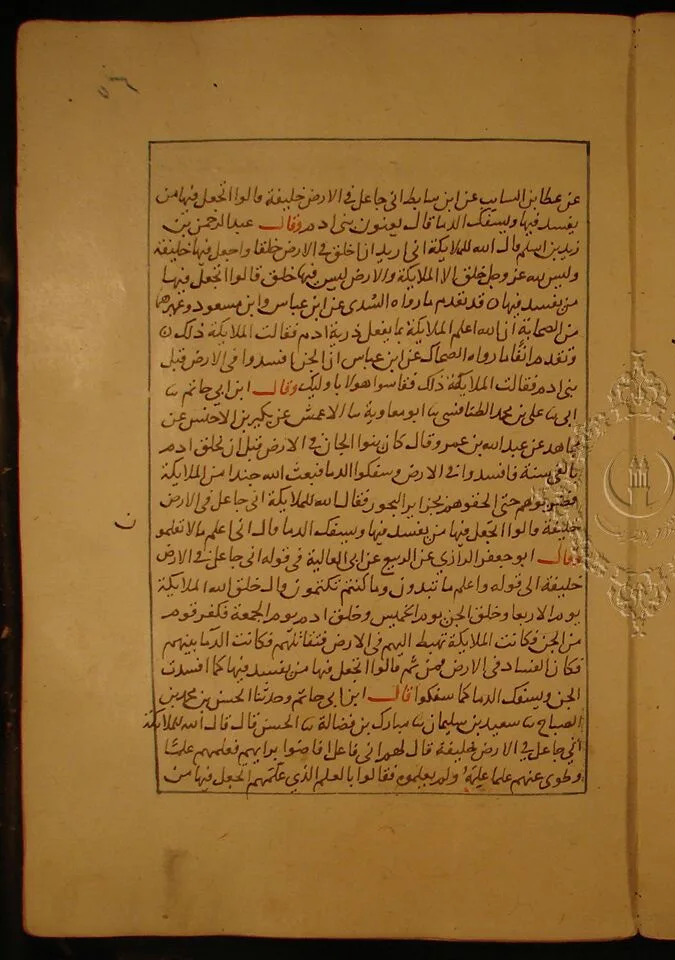 عن عطا بن السايب عن ابن سابط اني جاعل في الارض خليفة قالوا اتجعل فيها من
يفسد فيها ويسفك الدما قال يعنون بني ادم وقال عبد الرحمن بن
زيد بن اسلم قال الله للملايكة اني اريد ان اخلق في الارض خلقا واجعل فيها خليفة
وليس لله عز وجل خلق الا الملايكة والارض ليس فيها خلق قالوا اتجعل فيها
من يفسد فيها وقد تقدم ما رواه السدي عن ابن عباس وابن مسعود وغيرهما
من الصحابة ان الله اعلم الملايكة بما يفعل ذرية ادم فقالت الملايكة ذلك
وتقدم انفا ما رواه الضحاك عن ابن عباس ان الجن افسدوا في الارض قبل
بني ادم فقالت الملايكة ذلك فقاسوا هولا باوليك وقال ابن ابي حاتم ثنا
ابي ثنا علي بن محمد الطنافسي ثنا ابو معاوية ثنا الاعمش عن بكير بن الاخنس عن
مجاهد عن عبد الله بن عمر وقال كان بنوا الجان في الارض قبل ان يخلق ادم
بالفي سنة فافسدوا في الارض وسفكوا الدما فبعث الله جندا من الملايكة
فضربوهم حتى الحقوهم بجزاير البحور فقال الله للملايكة اني جاعل في الارض
خليفة قالوا اتجعل فيها من يفسد فيها ويسفك الدما قال اني اعلم ما لا تعلمو
ن
وقال ابو جعفر الرازي عن الربيع عن ابي العالية في قوله اني جاعل في الارض
خليفة الى قوله واعلم ما تبدون وما كنتم تكتمون قال خلق الله الملايكة
يوم الاربعا وخلق الجن يوم الخميس وخلق ادم يوم الجمعة فكفر قوم
من الجن فكانت الملايكة تهبط اليهم في الارض فتقاتلهم فكانت الدما بينهم
فكان الفساد في الارض فمن ثم قالوا اتجعل فيها من يفسد فيها كما افسدت
الجن ويسفك الدما كما سفكوا قال ابن ابي حاتم وحدثنا الحسن بن محمد بن
الصباح ثنا سعيد بن سليمان ثنا مبارك بن فضالة ثنا الحسن قال قال الله للملايكة
اني جاعل في الارض خليفة قال لهم اني فاعل فاضوا برايهم فعلمهم علما
وطوى عنهم علما علمه ولم يعلموه فقالوا بالعلم الذي علمهم اتجعل فيها من